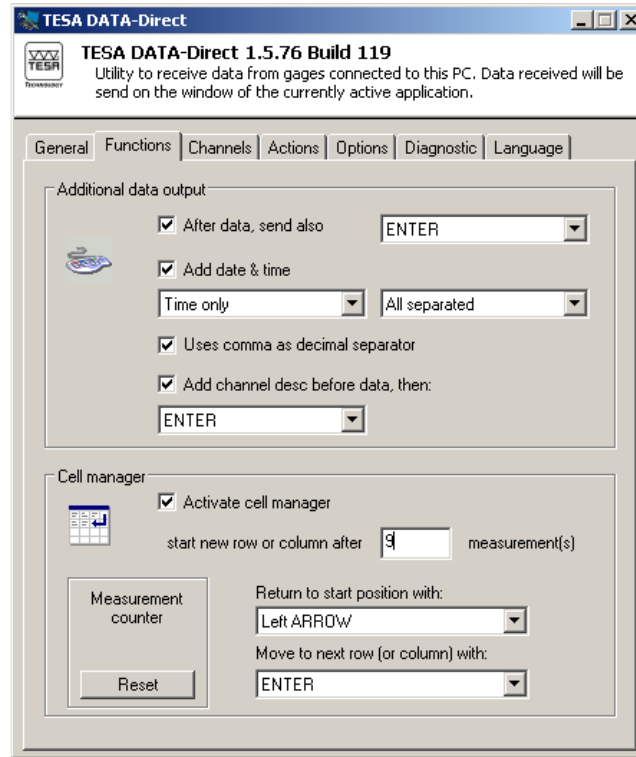 TESA DATA-Direct
TESA
TECHNOLOGY
TESA DATA-Direct 1.5.76 Build 119
Utility to receive data from gages connected to this PC. Data received will be
send on the window of the currently active application.
General Functions Channels Actions Options Diagnostic Language
Additional data output
After data, send also ENTER
Add date & time
Time only All separated
Uses comma as decimal separator
Add channel desc before data, then:
ENTER
Cell manager
Activate cell manager
start new row or column after 9 measurement(s)
Measurement
counter
Reset
Return to start position with:
Left ARROW
Move to next row (or column) with:
ENTER